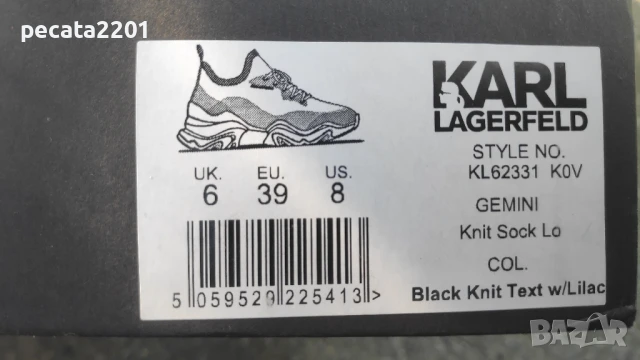 pecata2201
KARL
LAGERFELD
STYLE NO.
KL62331 K0V
GEMINI
Knit Sock Lo
COL.
Black Knit Text w/Lilac
UK. EU. US.
6 39 8
5 059529 225413 >
BAZAR